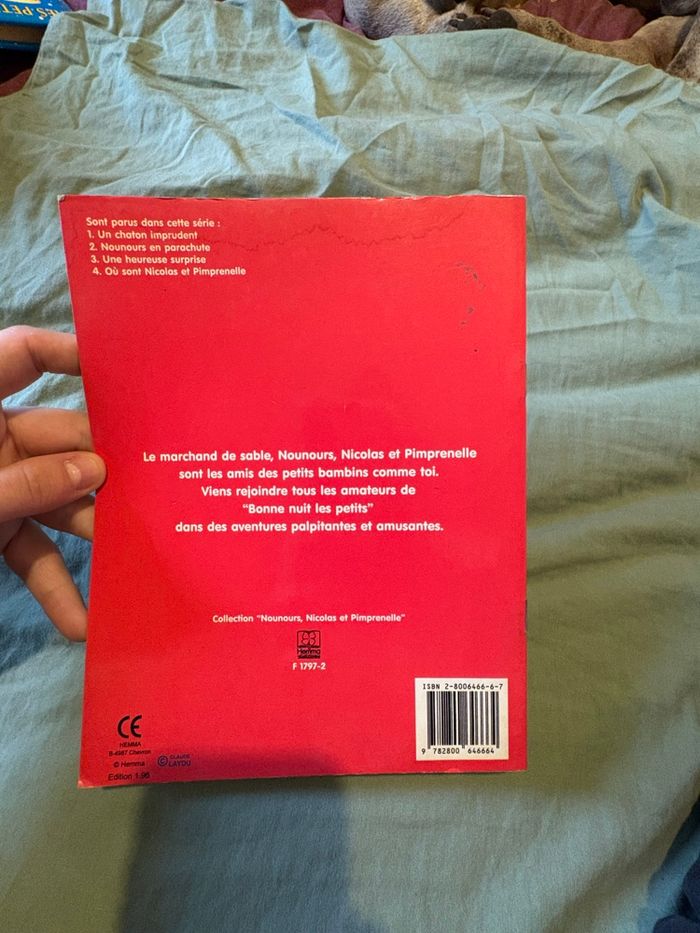 ES PET
Sont parus dans cette série :
1. Un chaton imprudent
2. Nounours en parachute
3. Une heureuse surprise
4. Où sont Nicolas et Pimprenelle
Le marchand de sable, Nounours, Nicolas et Pimprenelle
sont les amis des petits bambins comme toi.
Viens rejoindre tous les amateurs de
"Bonne nuit les petits"
dans des aventures palpitantes et amusantes.
Collection "Nounours, Nicolas et Pimprenelle"
Hemma
F 1797-2
ISBN 2-8006466-6-7
9 782800 646664
CE
HEMMA
B-4987 Chevron
© Hemma
© CLAUDE
LAYDU
Edition 1.96